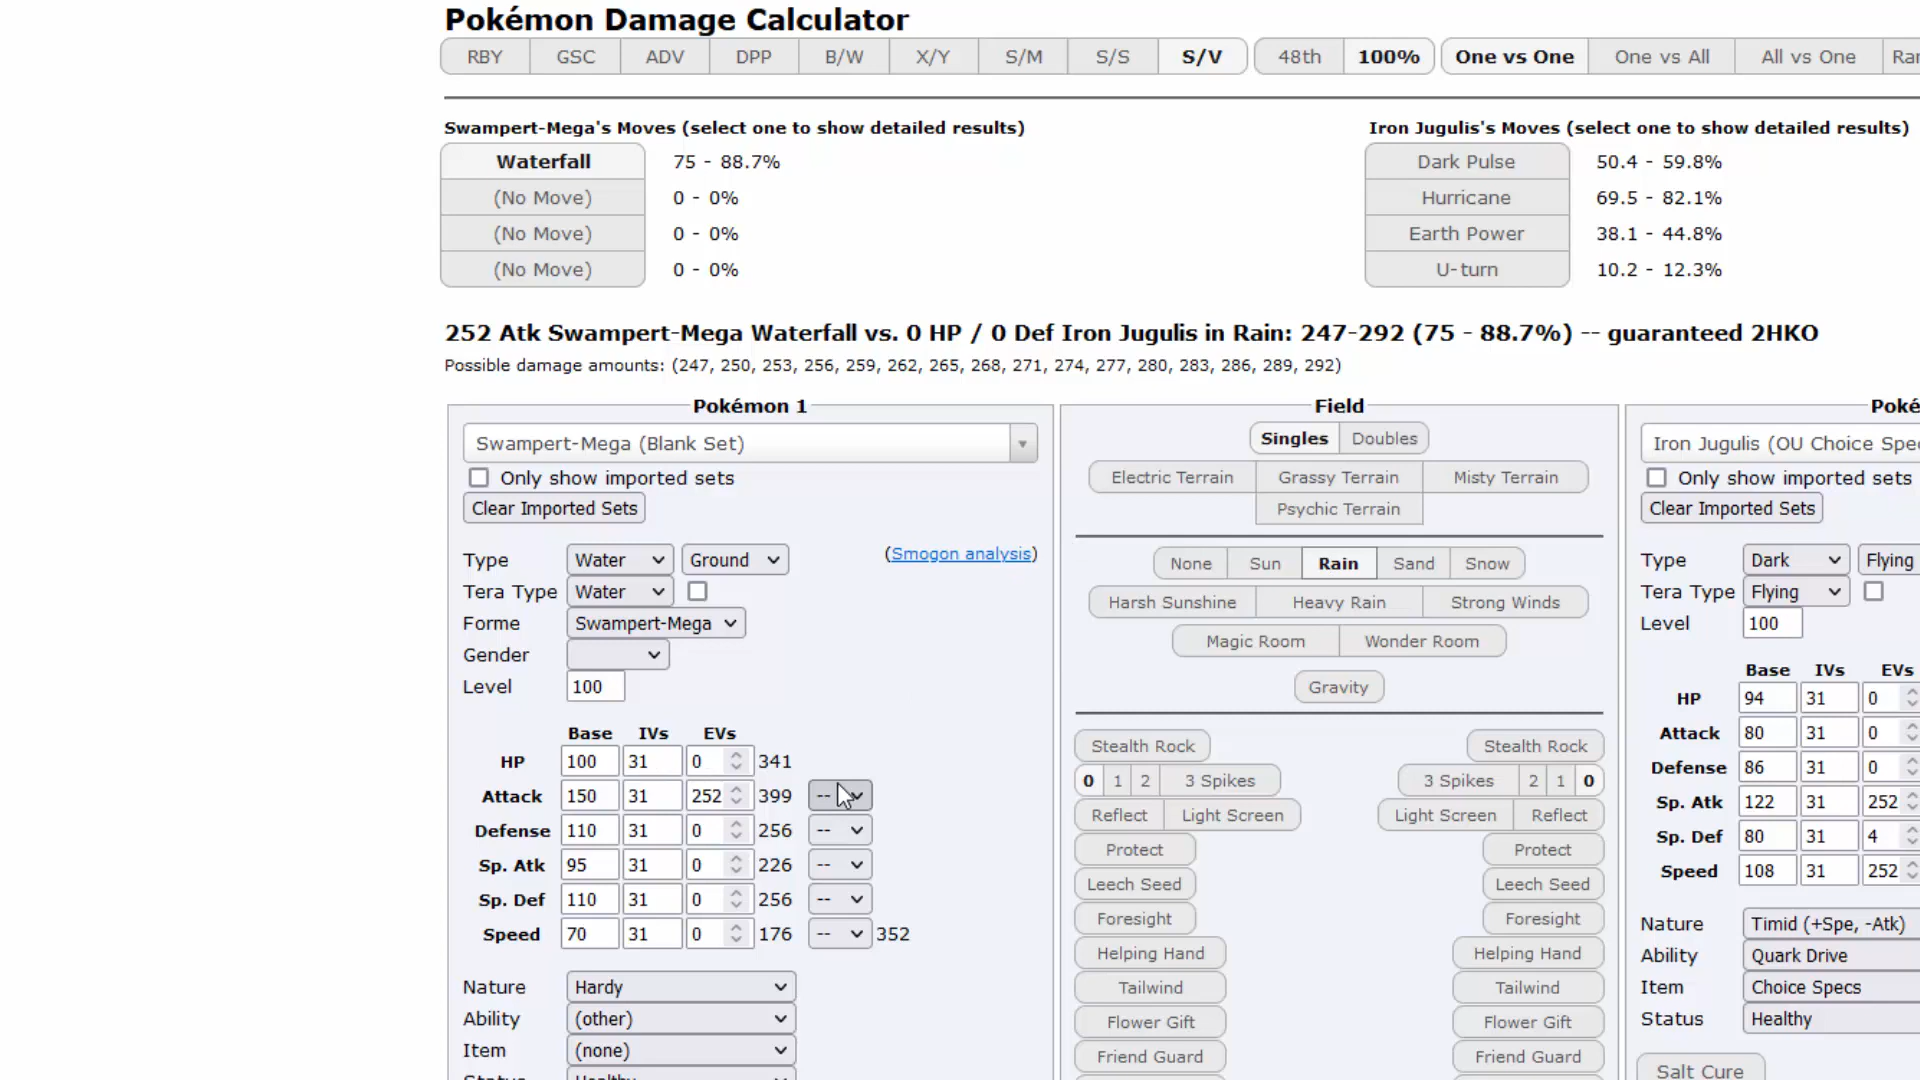 Pokémon Damage Calculator
RBY GSC ADV DPP B/W X/Y S/M S/S S/V 48th 100% One vs One One vs All All vs One Ra
Swampert-Mega's Moves (select one to show detailed results)
Waterfall 75 - 88.7%
(No Move) 0 - 0%
(No Move) 0 - 0%
(No Move) 0 - 0%
Iron Jugulis's Moves (select one to show detailed results)
Dark Pulse 50.4 - 59.8%
Hurricane 69.5 - 82.1%
Earth Power 38.1 - 44.8%
U-turn 10.2 - 12.3%
252 Atk Swampert-Mega Waterfall vs. 0 HP / 0 Def Iron Jugulis in Rain: 247-292 (75 - 88.7%) -- guaranteed 2HKO
Possible damage amounts: (247, 250, 253, 256, 259, 262, 265, 268, 271, 274, 277, 280, 283, 286, 289, 292)
Pokémon 1
Swampert-Mega (Blank Set)
Only show imported sets
Clear Imported Sets
Type Water Ground (Smogon analysis)
Tera Type Water
Forme Swampert-Mega
Gender
Level 100
Base IVs EVs
HP 100 31 0 341
Attack 150 31 252 399 --
Defense 110 31 0 256 --
Sp. Atk 95 31 0 226 --
Sp. Def 110 31 0 256 --
Speed 70 31 0 176 -- 352
Nature Hardy
Ability (other)
Item (none)
Status Healthy
Field
Singles Doubles
Electric Terrain Grassy Terrain Misty Terrain
Psychic Terrain
None Sun Rain Sand Snow
Harsh Sunshine Heavy Rain Strong Winds
Magic Room Wonder Room
Gravity
Stealth Rock Stealth Rock
0 1 2 3 Spikes 3 Spikes 2 1 0
Reflect Light Screen Light Screen Reflect
Protect Protect
Leech Seed Leech Seed
Foresight Foresight
Helping Hand Helping Hand
Tailwind Tailwind
Flower Gift Flower Gift
Friend Guard Friend Guard
Poké
Iron Jugulis (OU Choice Spec
Only show imported sets
Clear Imported Sets
Type Dark Flying
Tera Type Flying
Level 100
Base IVs EVs
HP 94 31 0
Attack 80 31 0
Defense 86 31 0
Sp. Atk 122 31 252
Sp. Def 80 31 4
Speed 108 31 252
Nature Timid (+Spe, -Atk)
Ability Quark Drive
Item Choice Specs
Status Healthy
Salt Cure